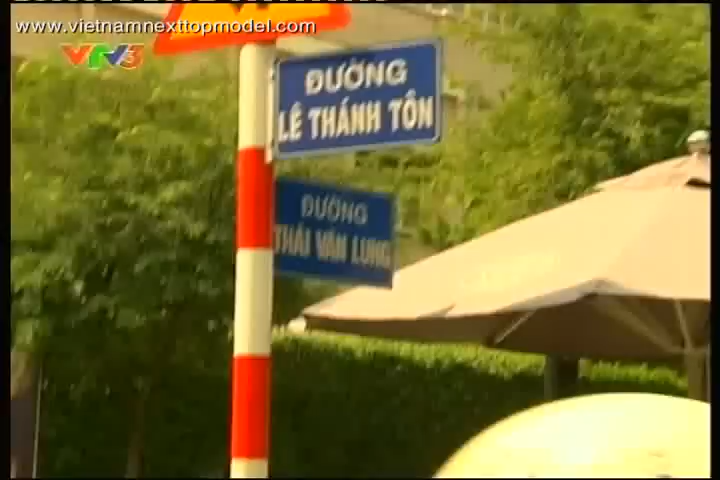 www.vietnamnexttopmodel.com
VTV3
ĐƯỜNG
LÊ THÁNH TÔN
ĐƯỜNG
THÁI VĂN LUNG